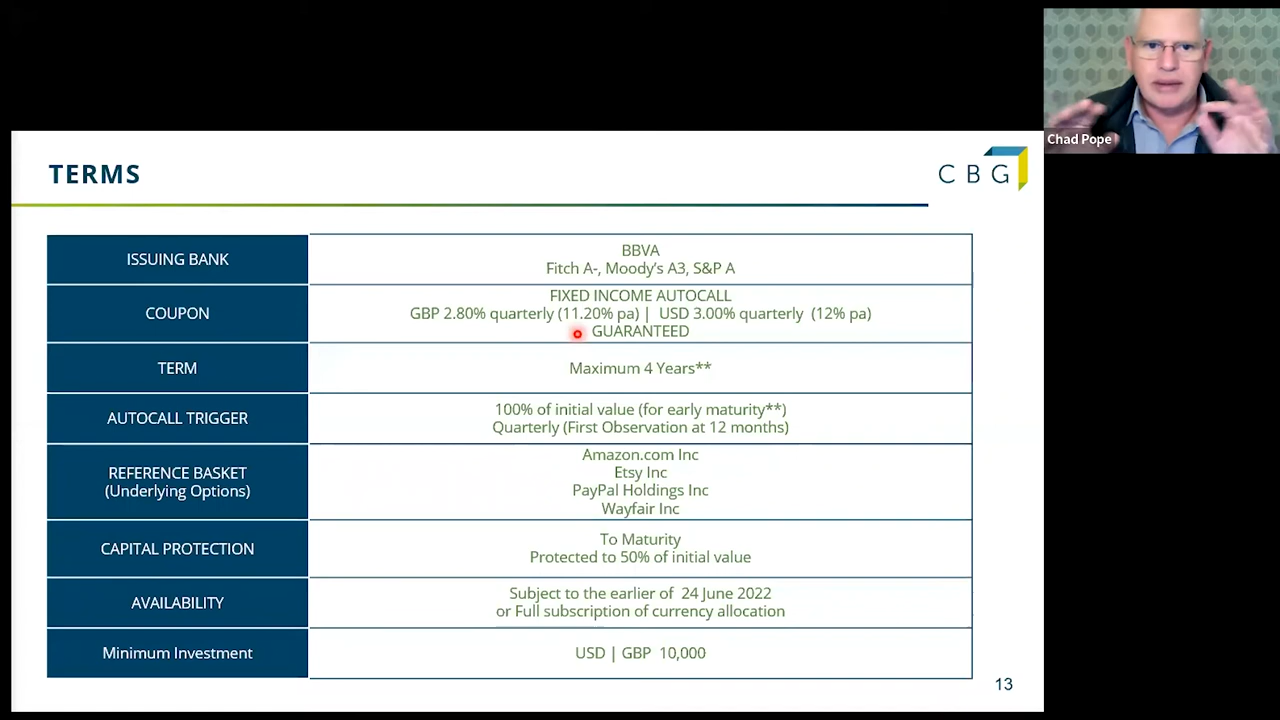 Chad Pope
TERMS
CBG
ISSUING BANK
BBVA
Fitch A-, Moody's A3, S&P A
COUPON
FIXED INCOME AUTOCALL
GBP 2.80% quarterly (11.20% pa) | USD 3.00% quarterly (12% pa)
GUARANTEED
TERM
Maximum 4 Years**
AUTOCALL TRIGGER
100% of initial value (for early maturity**)
Quarterly (First Observation at 12 months)
REFERENCE BASKET
(Underlying Options)
Amazon.com Inc
Etsy Inc
PayPal Holdings Inc
Wayfair Inc
CAPITAL PROTECTION
To Maturity
Protected to 50% of initial value
AVAILABILITY
Subject to the earlier of 24 June 2022
or Full subscription of currency allocation
Minimum Investment
USD | GBP 10,000
13